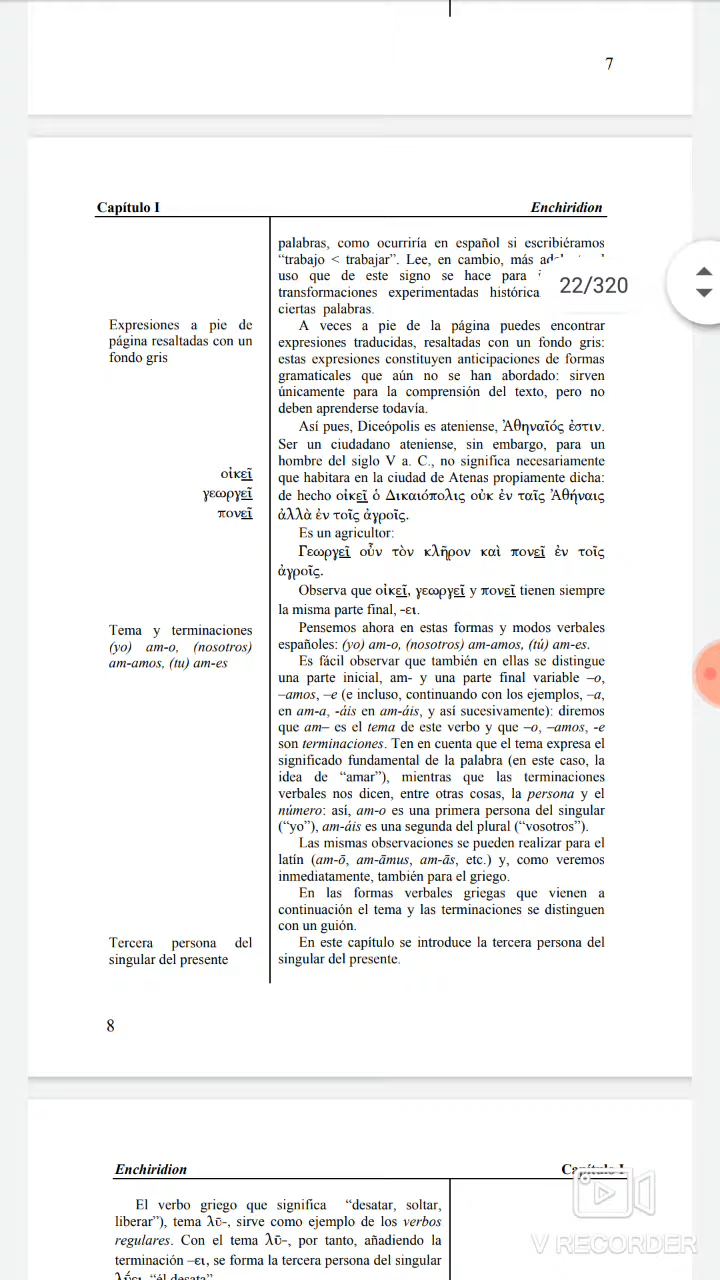 7
Capítulo I
Enchiridion
palabras, como ocurriría en español si escribiéramos
“trabajo < trabajar”. Lee, en cambio, más
uso que de este signo se hace para
transformaciones experimentadas
ciertas palabras.
22/320
Expresiones a pie de
página resaltadas con un
fondo gris
A veces a pie de la página puedes encontrar
expresiones traducidas, resaltadas con un fondo gris:
estas expresiones constituyen anticipaciones de formas
gramaticales que aún no se han abordado: sirven
únicamente para la comprensión del texto, pero no
deben aprenderse todavía.
Así pues, Diceópolis es ateniense, Ἀθηναῖός ἐστιν.
Ser un ciudadano ateniense, sin embargo, para un
hombre del siglo V a. C., no significa necesariamente
que habitara en la ciudad de Atenas propiamente dicha:
de hecho οἰκεῖ ὁ Δικαιόπολις οὐκ ἐν ταῖς Ἀθήναις
ἀλλὰ ἐν τοῖς ἀγροῖς.
οἰκεῖ
γεωργεῖ
πονεῖ
Es un agricultor:
Γεωργεῖ οὖν τὸν κλῆρον καὶ πονεῖ ἐν τοῖς
ἀγροῖς.
Observa que οἰκεῖ, γεωργεῖ y πονεῖ tienen siempre
la misma parte final, -ει.
Tema y terminaciones
(yo) am-o, (nosotros)
am-amos, (tu) am-es
Pensemos ahora en estas formas y modos verbales
españoles: (yo) am-o, (nosotros) am-amos, (tú) am-es.
Es fácil observar que también en ellas se distingue
una parte inicial, am- y una parte final variable –o,
–amos, –e (e incluso, continuando con los ejemplos, –a,
en am-a, -áis en am-áis, y así sucesivamente): diremos
que am– es el tema de este verbo y que –o, –amos, -e
son terminaciones. Ten en cuenta que el tema expresa el
significado fundamental de la palabra (en este caso, la
idea de “amar”), mientras que las terminaciones
verbales nos dicen, entre otras cosas, la persona y el
número: así, am-o es una primera persona del singular
(“yo”), am-áis es una segunda del plural (“vosotros”).
Las mismas observaciones se pueden realizar para el
latín (am-ō, am-āmus, am-ās, etc.) y, como veremos
inmediatamente, también para el griego.
En las formas verbales griegas que vienen a
continuación el tema y las terminaciones se distinguen
con un guión.
Tercera persona del
singular del presente
En este capítulo se introduce la tercera persona del
singular del presente.
8
Enchiridion
Capítulo I
El verbo griego que significa “desatar, soltar,
liberar”), tema λῡ-, sirve como ejemplo de los verbos
regulares. Con el tema λῡ-, por tanto, añadiendo la
terminación –ει, se forma la tercera persona del singular
λῡ́ει, “él desata”
V RECORDER